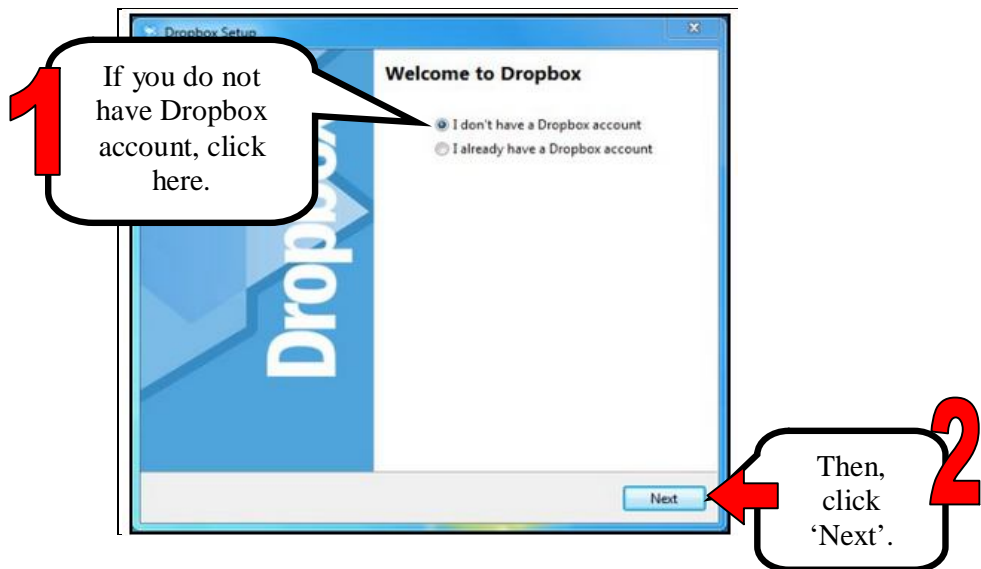 Dropbox Setup
1
If you do not
have Dropbox
account, click
here.
Welcome to Dropbox
I don't have a Dropbox account
I already have a Dropbox account
Dropbox
Next
2
Then,
click
‘Next’.